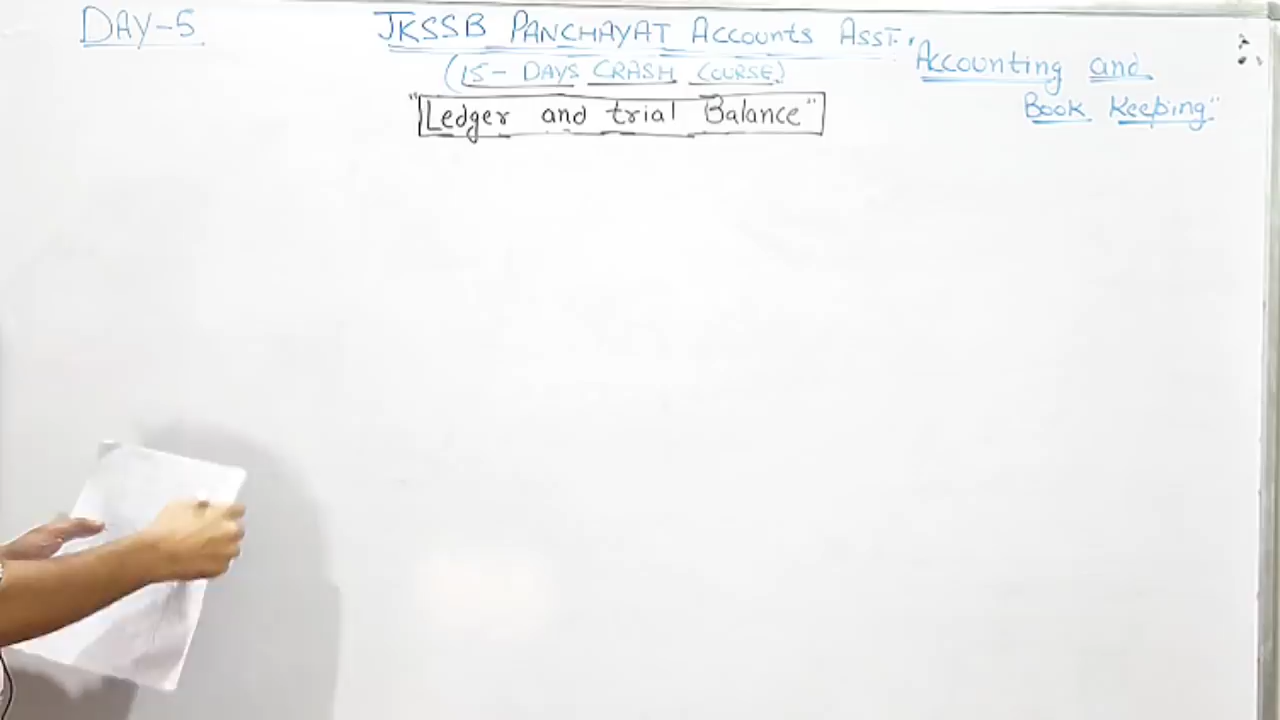 DAY-5
JKSSB PANCHAYAT Accounts Asst.
(15-DAYS CRASH COURSE)
"Accounting and
Book Keeping"
"Ledger and trial Balance"